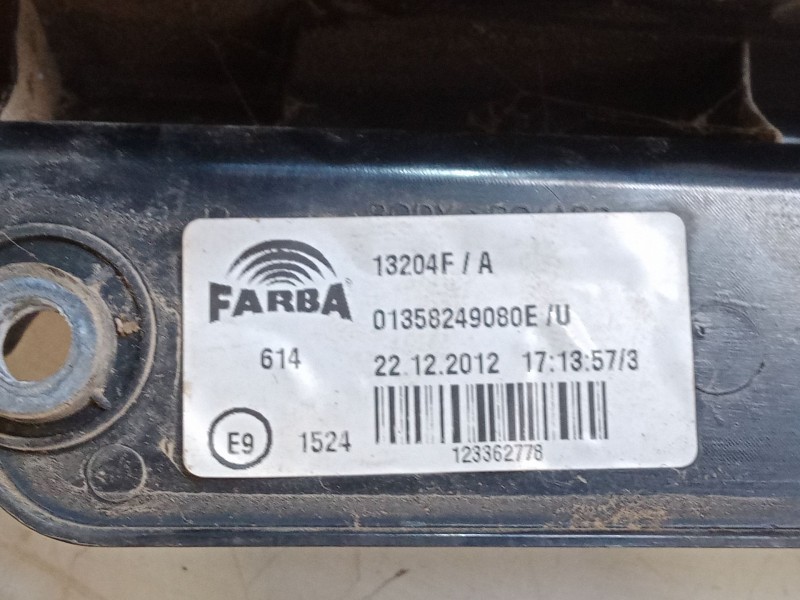 13204F / A
FARBA
01358249080E /U
614
22.12.2012 17:13:57/3
E9
1524
123362778